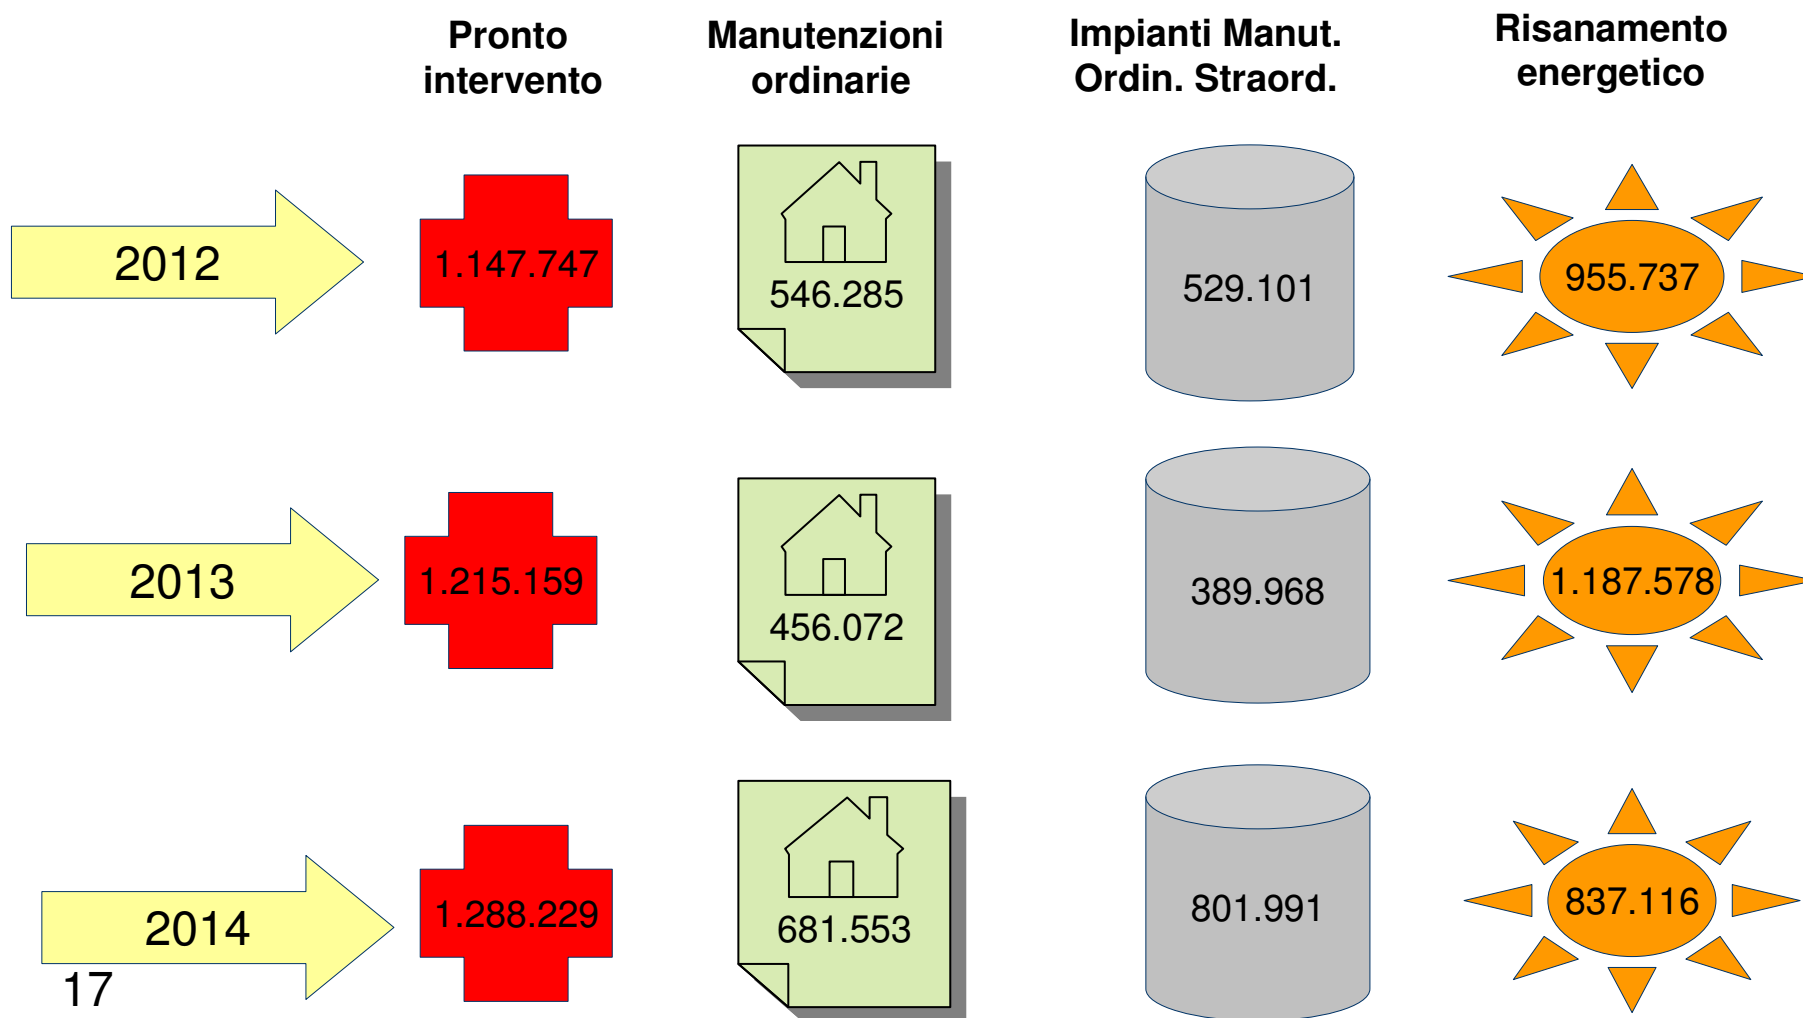 Pronto
intervento
Manutenzioni
ordinarie
Impianti Manut.
Ordin. Straord.
Risanamento
energetico
2012
1.147.747
546.285
529.101
955.737
2013
1.215.159
456.072
389.968
1.187.578
2014
1.288.229
681.553
801.991
837.116
17